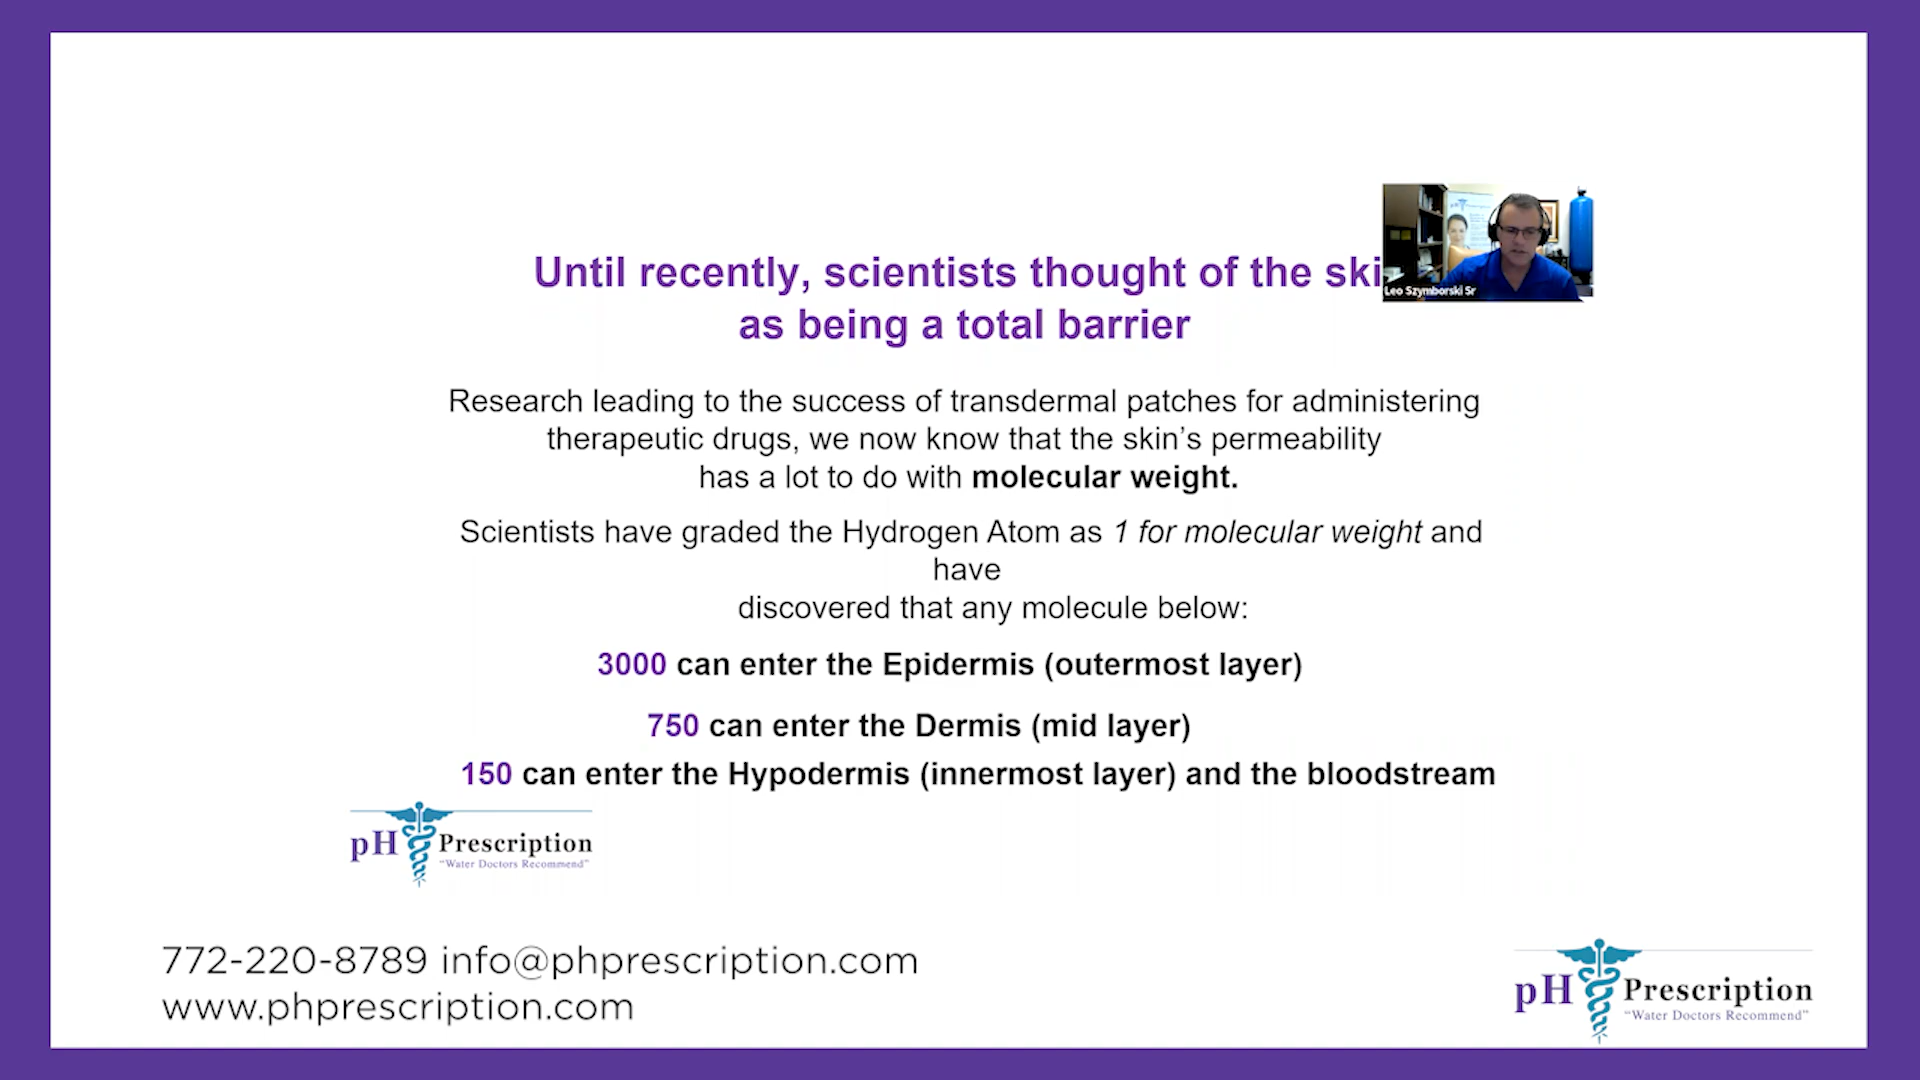 Until recently, scientists thought of the ski
as being a total barrier
Leo Szymborski Sr
Research leading to the success of transdermal patches for administering
therapeutic drugs, we now know that the skin’s permeability
has a lot to do with molecular weight.
Scientists have graded the Hydrogen Atom as 1 for molecular weight and
have
discovered that any molecule below:
3000 can enter the Epidermis (outermost layer)
750 can enter the Dermis (mid layer)
150 can enter the Hypodermis (innermost layer) and the bloodstream
pH Prescription
“Water Doctors Recommend”
772-220-8789 info@phprescription.com
www.phprescription.com
pH Prescription
“Water Doctors Recommend”